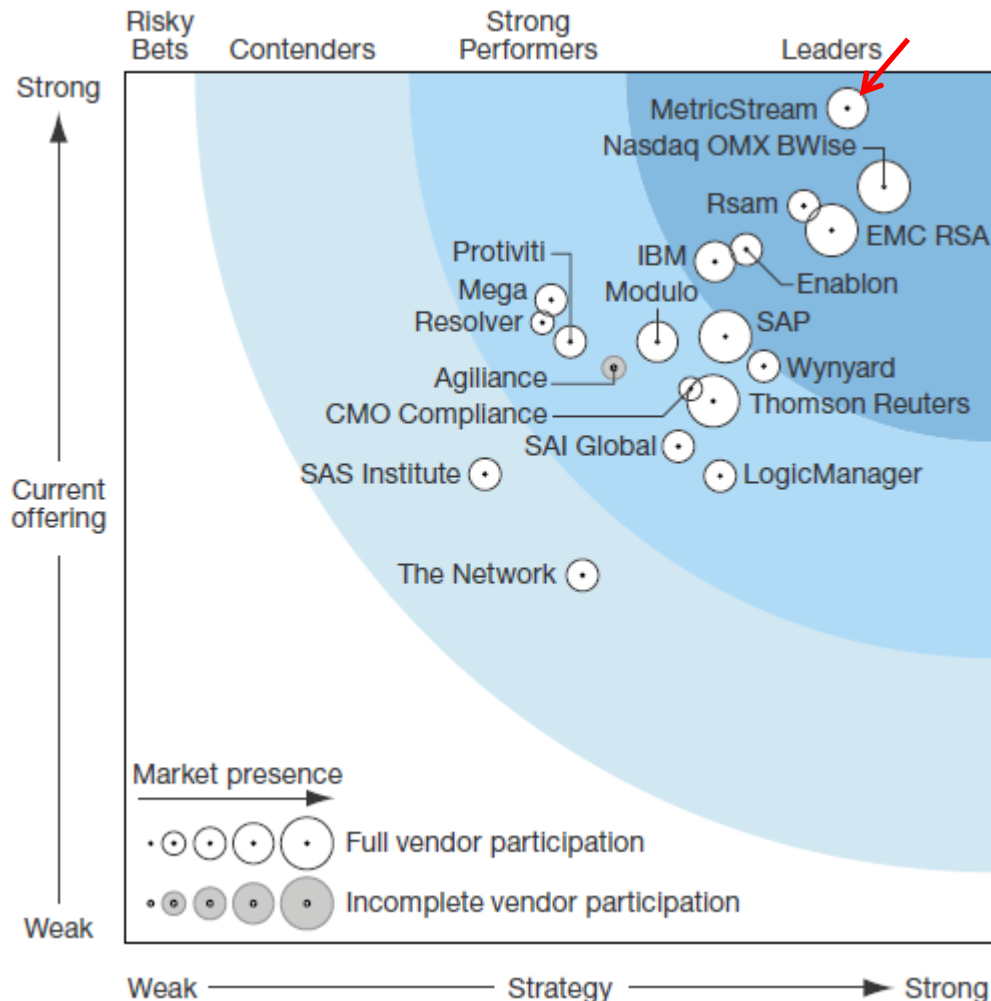 Risky
Bets
Contenders
Strong
Performers
Leaders
Strong
MetricStream
Nasdaq OMX BWise
Rsam
EMC RSA
Protiviti
IBM
Enablon
Mega
Modulo
Resolver
SAP
Agiliance
Wynyard
CMO Compliance
Thomson Reuters
SAI Global
SAS Institute
LogicManager
Current
offering
The Network
Market presence
Full vendor participation
Incomplete vendor participation
Weak
Weak
Strategy
Strong